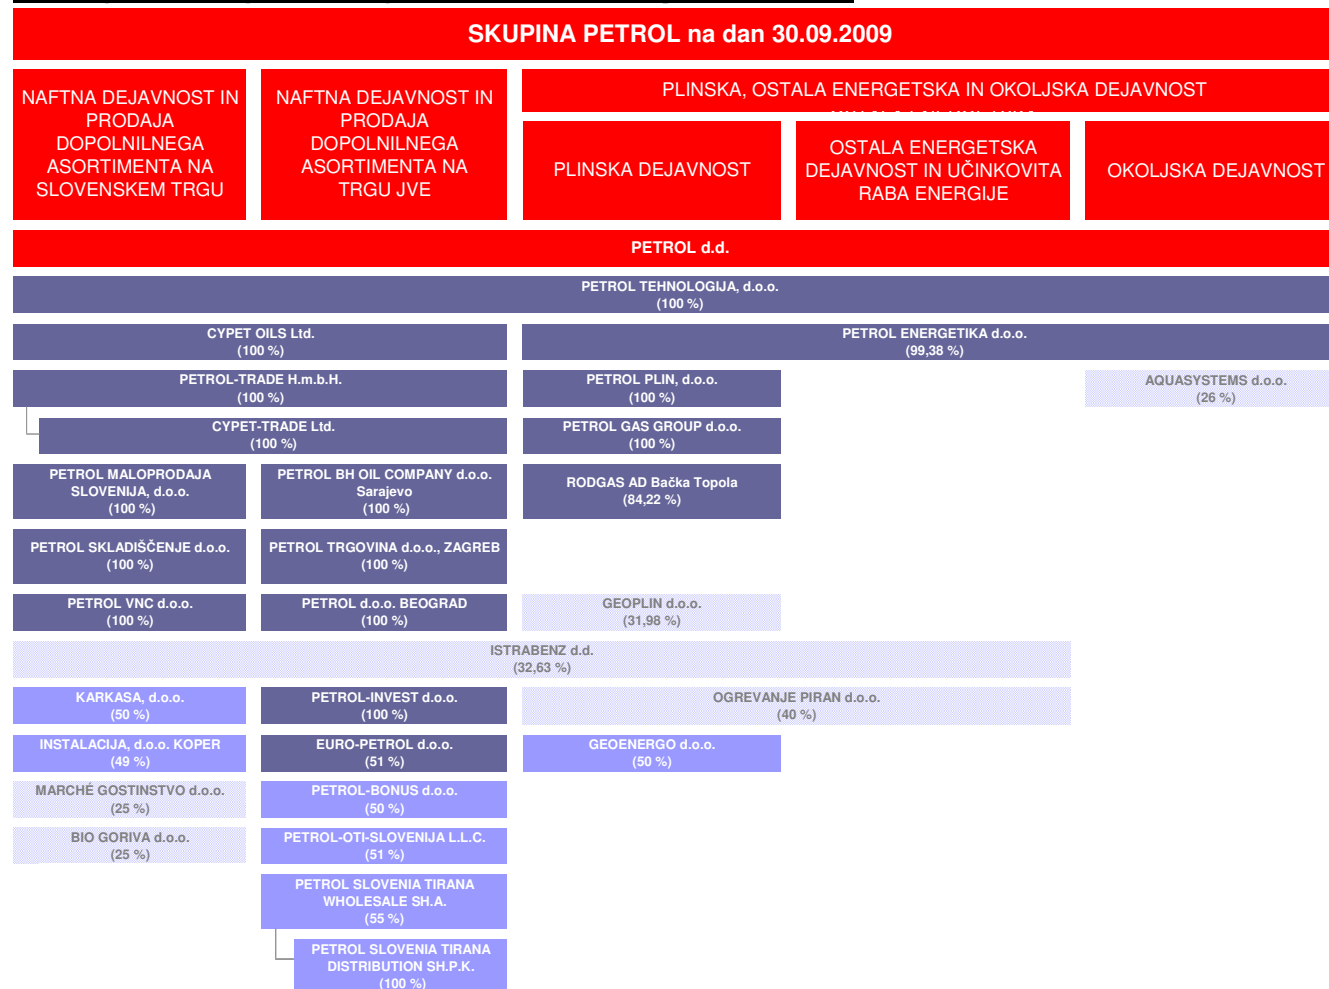 SKUPINA PETROL na dan 30.09.2009
NAFTNA DEJAVNOST IN
PRODAJA
DOPOLNILNEGA
ASORTIMENTA NA
SLOVENSKEM TRGU
NAFTNA DEJAVNOST IN
PRODAJA
DOPOLNILNEGA
ASORTIMENTA NA
TRGU JVE
PLINSKA, OSTALA ENERGETSKA IN OKOLJSKA DEJAVNOST
PLINSKA DEJAVNOST
OSTALA ENERGETSKA
DEJAVNOST IN UČINKOVITA
RABA ENERGIJE
OKOLJSKA DEJAVNOST
PETROL d.d.
PETROL TEHNOLOGIJA, d.o.o.
(100 %)
CYPET OILS Ltd.
(100 %)
PETROL ENERGETIKA d.o.o.
(99,38 %)
PETROL-TRADE H.m.b.H.
(100 %)
PETROL PLIN, d.o.o.
(100 %)
AQUASYSTEMS d.o.o.
(26 %)
CYPET-TRADE Ltd.
(100 %)
PETROL GAS GROUP d.o.o.
(100 %)
PETROL MALOPRODAJA
SLOVENIJA, d.o.o.
(100 %)
PETROL BH OIL COMPANY d.o.o.
Sarajevo
(100 %)
RODGAS AD Bačka Topola
(84,22 %)
PETROL SKLADIŠČENJE d.o.o.
(100 %)
PETROL TRGOVINA d.o.o., ZAGREB
(100 %)
PETROL VNC d.o.o.
(100 %)
PETROL d.o.o. BEOGRAD
(100 %)
GEOPLIN d.o.o.
(31,98 %)
ISTRABENZ d.d.
(32,63 %)
KARKASA, d.o.o.
(50 %)
PETROL-INVEST d.o.o.
(100 %)
OGREVANJE PIRAN d.o.o.
(40 %)
INSTALACIJA, d.o.o. KOPER
(49 %)
EURO-PETROL d.o.o.
(51 %)
GEOENERGO d.o.o.
(50 %)
MARCHÉ GOSTINSTVO d.o.o.
(25 %)
PETROL-BONUS d.o.o.
(50 %)
BIO GORIVA d.o.o.
(25 %)
PETROL-OTI-SLOVENIJA L.L.C.
(51 %)
PETROL SLOVENIA TIRANA
WHOLESALE SH.A.
(55 %)
PETROL SLOVENIA TIRANA
DISTRIBUTION SH.P.K.
(100 %)